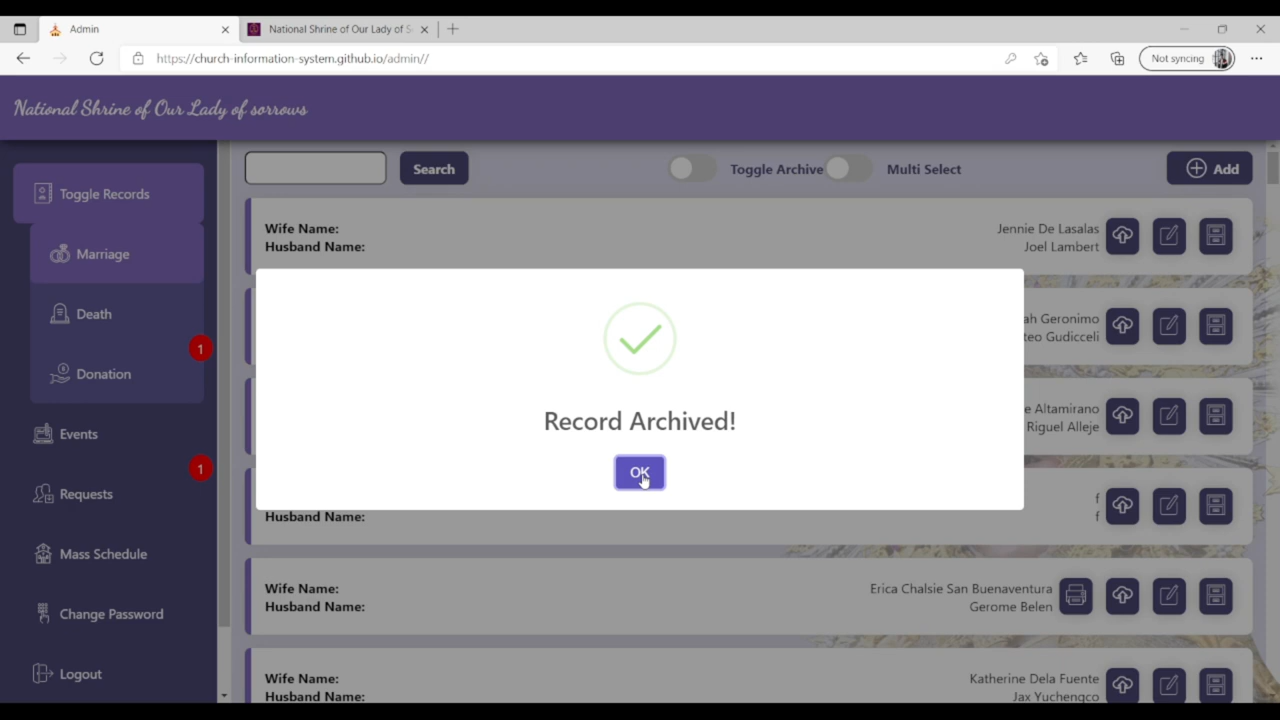 Admin
National Shrine of Our Lady of S
https://church-information-system.github.io/admin//
Not syncing
National Shrine of Our Lady of sorrows
Toggle Records
Marriage
Death
1
Donation
Events
1
Requests
Mass Schedule
Change Password
Logout
Search
Toggle Archive
Multi Select
Add
Wife Name:
Jennie De Lasalas
Husband Name:
Joel Lambert
ah Geronimo
teo Gudicceli
e Altamirano
Riguel Alleje
Record Archived!
OK
f
Husband Name:
f
Wife Name:
Erica Chalsie San Buenaventura
Husband Name:
Gerome Belen
Wife Name:
Katherine Dela Fuente
Husband Name:
Jax Yuchengco